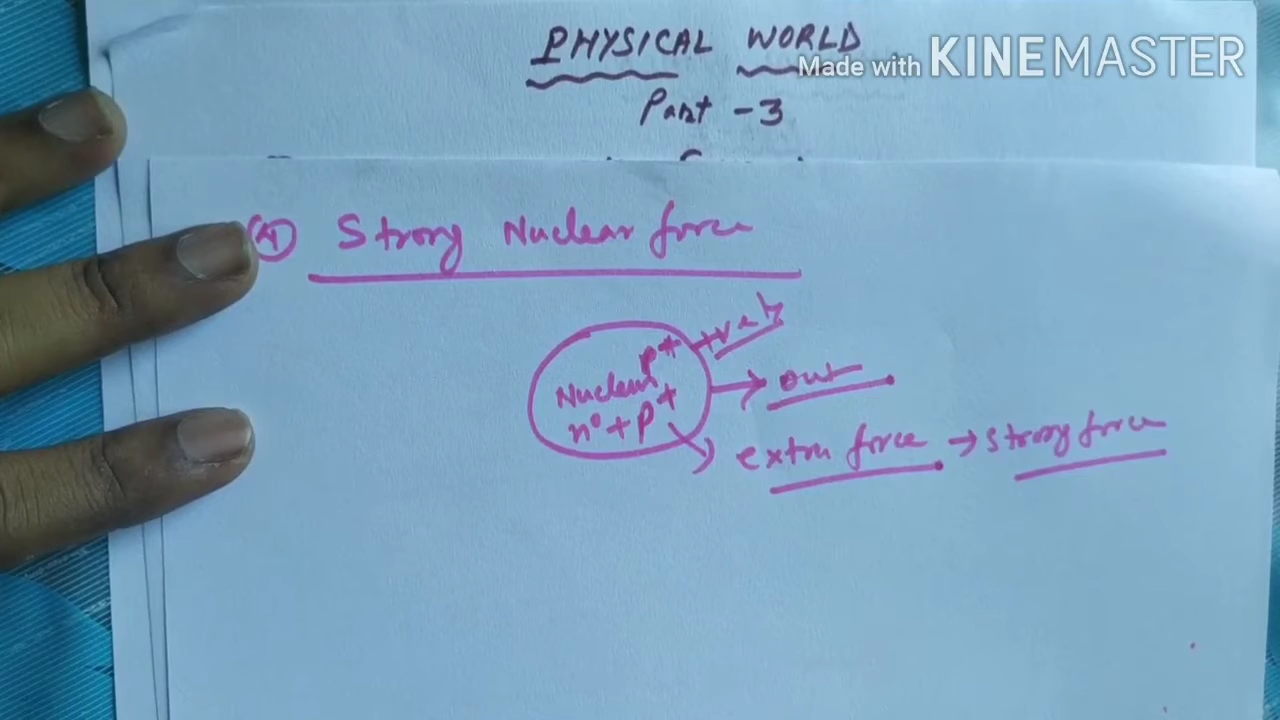 PHYSICAL WORLD
Made with KINEMASTER
Part -3
(4) Strong Nuclear force
p+ → +ve
Nucleus → out
n° + p+
extra force → strong force